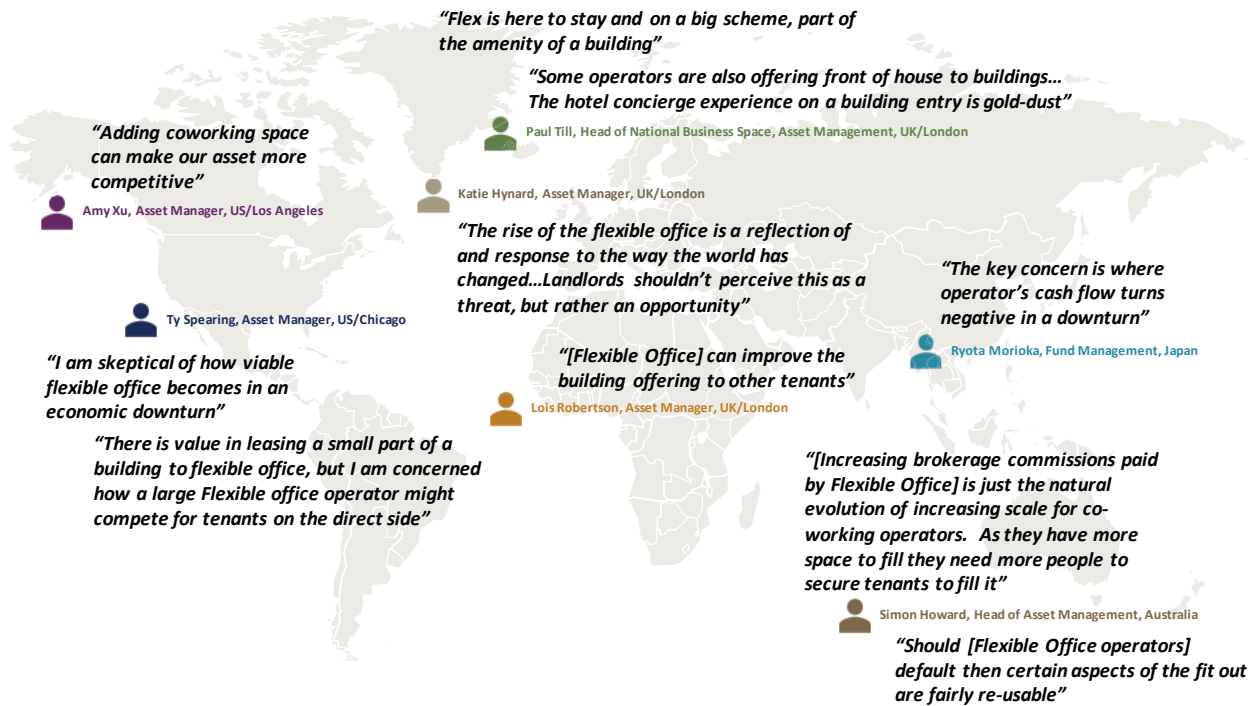 “Flex is here to stay and on a big scheme, part of
the amenity of a building”
“Some operators are also offering front of house to buildings…
The hotel concierge experience on a building entry is gold-dust”
Paul Till, Head of National Business Space, Asset Management, UK/London
“Adding coworking space
can make our asset more
competitive”
Amy Xu, Asset Manager, US/Los Angeles
Katie Hynard, Asset Manager, UK/London
“The rise of the flexible office is a reflection of
and response to the way the world has
changed…Landlords shouldn’t perceive this as a
threat, but rather an opportunity”
“The key concern is where
operator’s cash flow turns
negative in a downturn”
Ryota Morioka, Fund Management, Japan
Ty Spearing, Asset Manager, US/Chicago
“I am skeptical of how viable
flexible office becomes in an
economic downturn”
“There is value in leasing a small part of a
building to flexible office, but I am concerned
how a large Flexible office operator might
compete for tenants on the direct side”
“[Flexible Office] can improve the
building offering to other tenants”
Lois Robertson, Asset Manager, UK/London
“[Increasing brokerage commissions paid
by Flexible Office] is just the natural
evolution of increasing scale for co-
working operators. As they have more
space to fill they need more people to
secure tenants to fill it”
Simon Howard, Head of Asset Management, Australia
“Should [Flexible Office operators]
default then certain aspects of the fit out
are fairly re-usable”